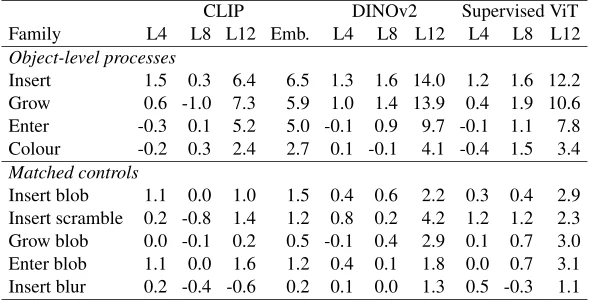 CLIP DINOv2 Supervised ViT
Family L4 L8 L12 Emb. L4 L8 L12 L4 L8 L12
Object-level processes
Insert 1.5 0.3 6.4 6.5 1.3 1.6 14.0 1.2 1.6 12.2
Grow 0.6 -1.0 7.3 5.9 1.0 1.4 13.9 0.4 1.9 10.6
Enter -0.3 0.1 5.2 5.0 -0.1 0.9 9.7 -0.1 1.1 7.8
Colour -0.2 0.3 2.4 2.7 0.1 -0.1 4.1 -0.4 1.5 3.4
Matched controls
Insert blob 1.1 0.0 1.0 1.5 0.4 0.6 2.2 0.3 0.4 2.9
Insert scramble 0.2 -0.8 1.4 1.2 0.8 0.2 4.2 1.2 1.2 2.3
Grow blob 0.0 -0.1 0.2 0.5 -0.1 0.4 2.9 0.1 0.7 3.0
Enter blob 1.1 0.0 1.6 1.2 0.4 0.1 1.8 0.0 0.7 3.1
Insert blur 0.2 -0.4 -0.6 0.2 0.1 0.0 1.3 0.5 -0.3 1.1